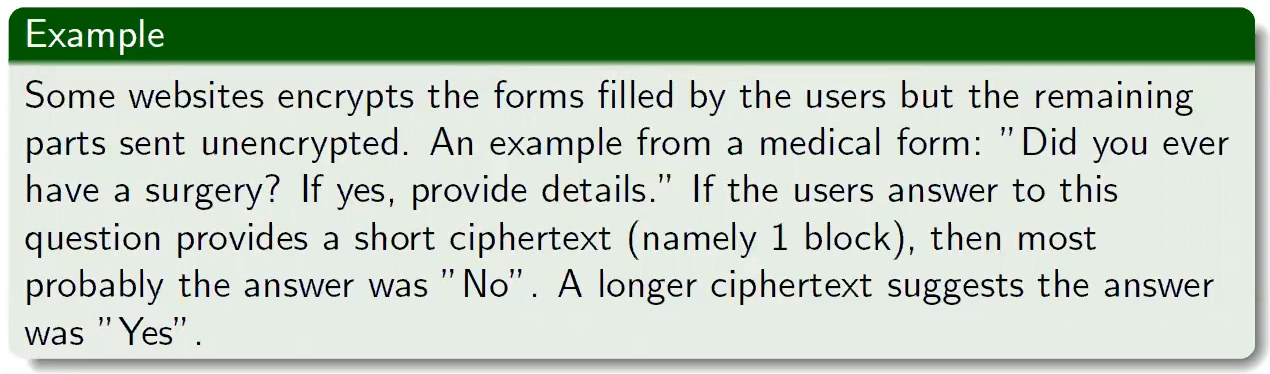 Example
Some websites encrypts the forms filled by the users but the remaining
parts sent unencrypted. An example from a medical form: ”Did you ever
have a surgery? If yes, provide details.” If the users answer to this
question provides a short ciphertext (namely 1 block), then most
probably the answer was ”No”. A longer ciphertext suggests the answer
was ”Yes”.